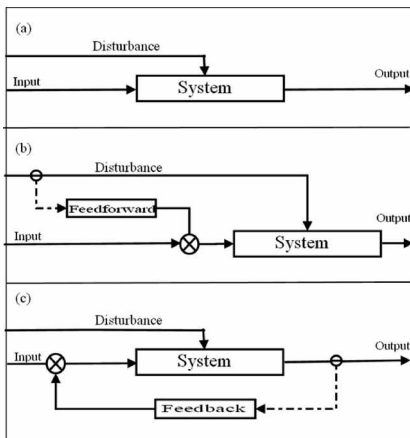 (a)
Disturbance
Input
System
Output
(b)
Disturbance
Feedforward
Input
System
Output
(c)
Disturbance
Input
System
Output
Feedback